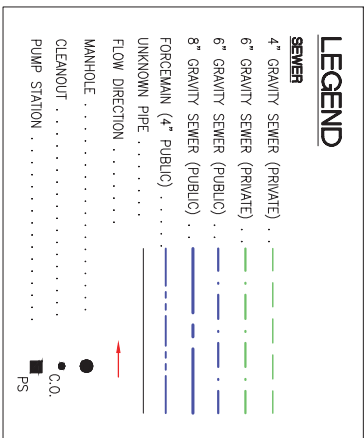 LEGEND
SEWER
4" GRAVITY SEWER (PRIVATE) . .
6" GRAVITY SEWER (PRIVATE) . .
6" GRAVITY SEWER (PUBLIC) . .
8" GRAVITY SEWER (PUBLIC) . .
FORCEMAIN (4" PUBLIC) . . . .
UNKNOWN PIPE . . . . . . .
FLOW DIRECTION . . . . . . .
MANHOLE . . . . . . . . . . . . .
CLEANOUT . . . . . . . . . . . . C.O.
PUMP STATION . . . . . . . . . . . PS